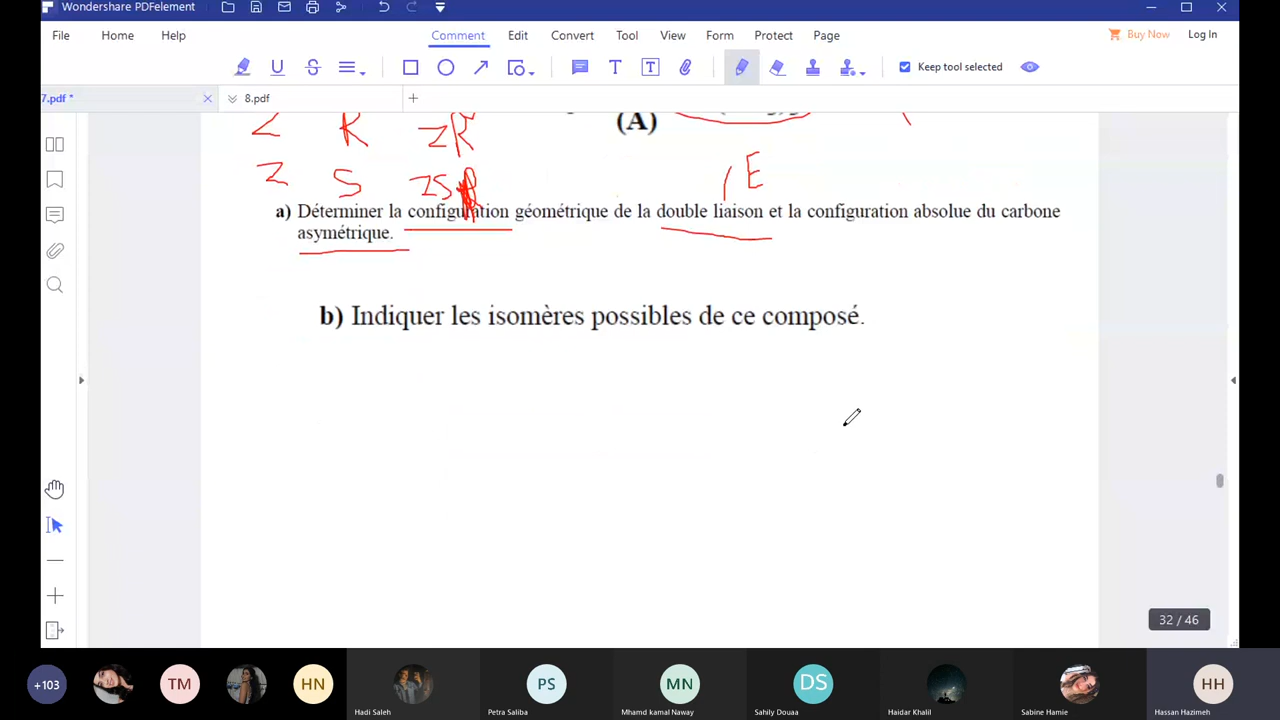 Wondershare PDFelement
File Home Help Comment Edit Convert Tool View Form Protect Page Buy Now Log In
Keep tool selected
7.pdf * 8.pdf
(A)
Z R ZR
Z S ZS
E
a) Déterminer la configuration géométrique de la double liaison et la configuration absolue du carbone
asymétrique.
b) Indiquer les isomères possibles de ce composé.
32 / 46
+103 TM HN PS MN DS HH
Hadi Saleh Petra Saliba Mhamd kamal Naway Sahily Douaa Haidar Khalil Sabine Hamie Hassan Hazimeh